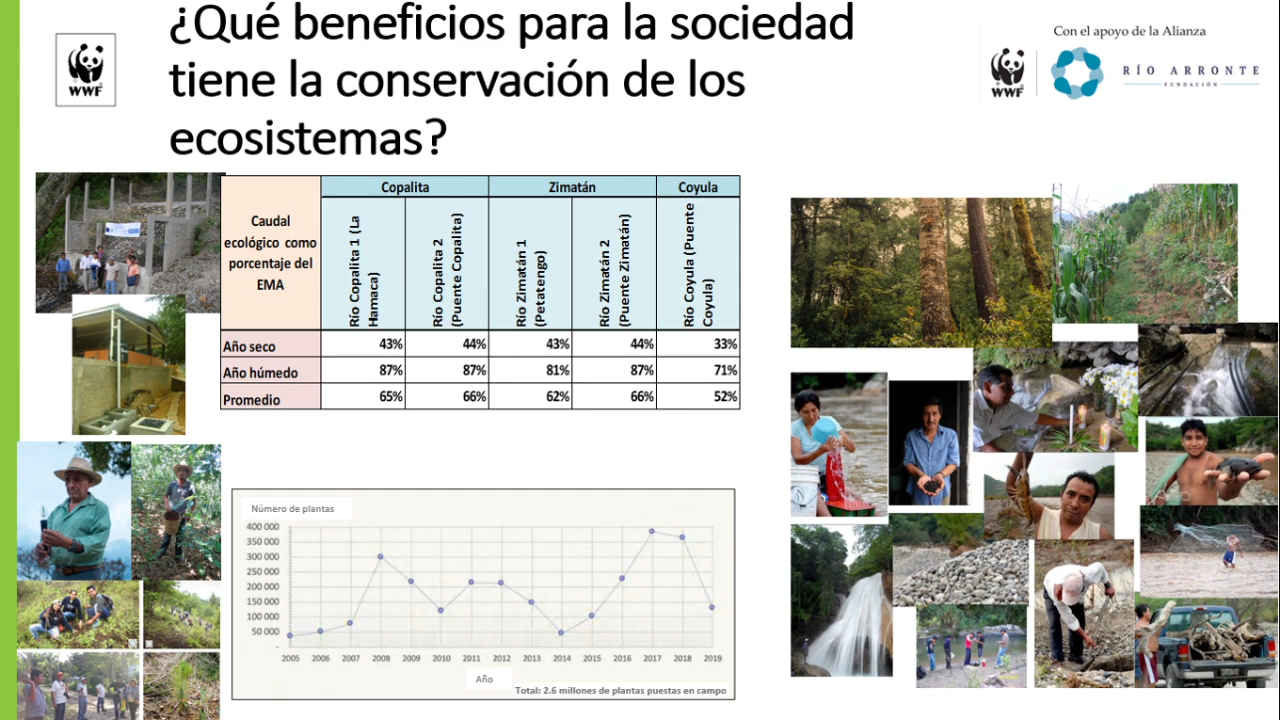 ¿Qué beneficios para la sociedad
tiene la conservación de los
ecosistemas?
WWF
Con el apoyo de la Alianza
WWF
RÍO ARRONTE
FUNDACIÓN
Caudal
ecológico como
porcentaje del
EMA
Copalita
Zimatán
Coyula
Río Copalita 1 (La
Hamaca)
Río Copalita 2
(Puente Copalita)
Río Zimatán 1
(Petatengo)
Río Zimatán 2
(Puente Zimatán)
Río Coyula (Puente
Coyula)
Año seco 43% 44% 43% 44% 33%
Año húmedo 87% 87% 81% 87% 71%
Promedio 65% 66% 62% 66% 52%
Número de plantas
400 000
350 000
300 000
250 000
200 000
150 000
100 000
50 000
-
2005 2006 2007 2008 2009 2010 2011 2012 2013 2014 2015 2016 2017 2018 2019
Año
Total: 2.6 millones de plantas puestas en campo